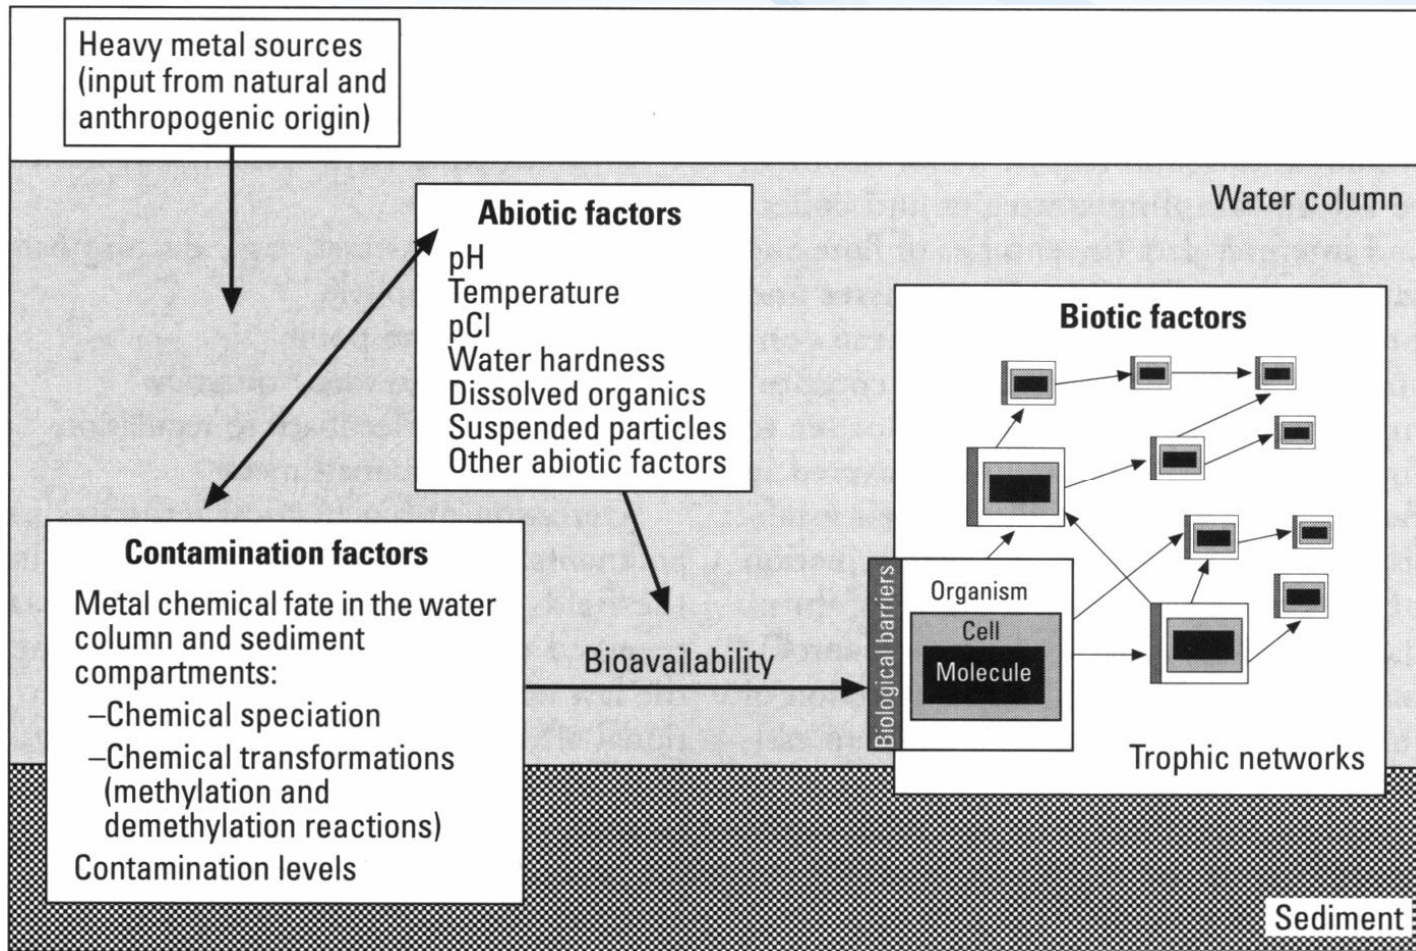 Heavy metal sources
(input from natural and
anthropogenic origin)
Water column
Abiotic factors
pH
Temperature
pCl
Water hardness
Dissolved organics
Suspended particles
Other abiotic factors
Biotic factors
Contamination factors
Metal chemical fate in the water
column and sediment
compartments:
–Chemical speciation
–Chemical transformations
(methylation and
demethylation reactions)
Contamination levels
Bioavailability
Biological barriers
Organism
Cell
Molecule
Trophic networks
Sediment